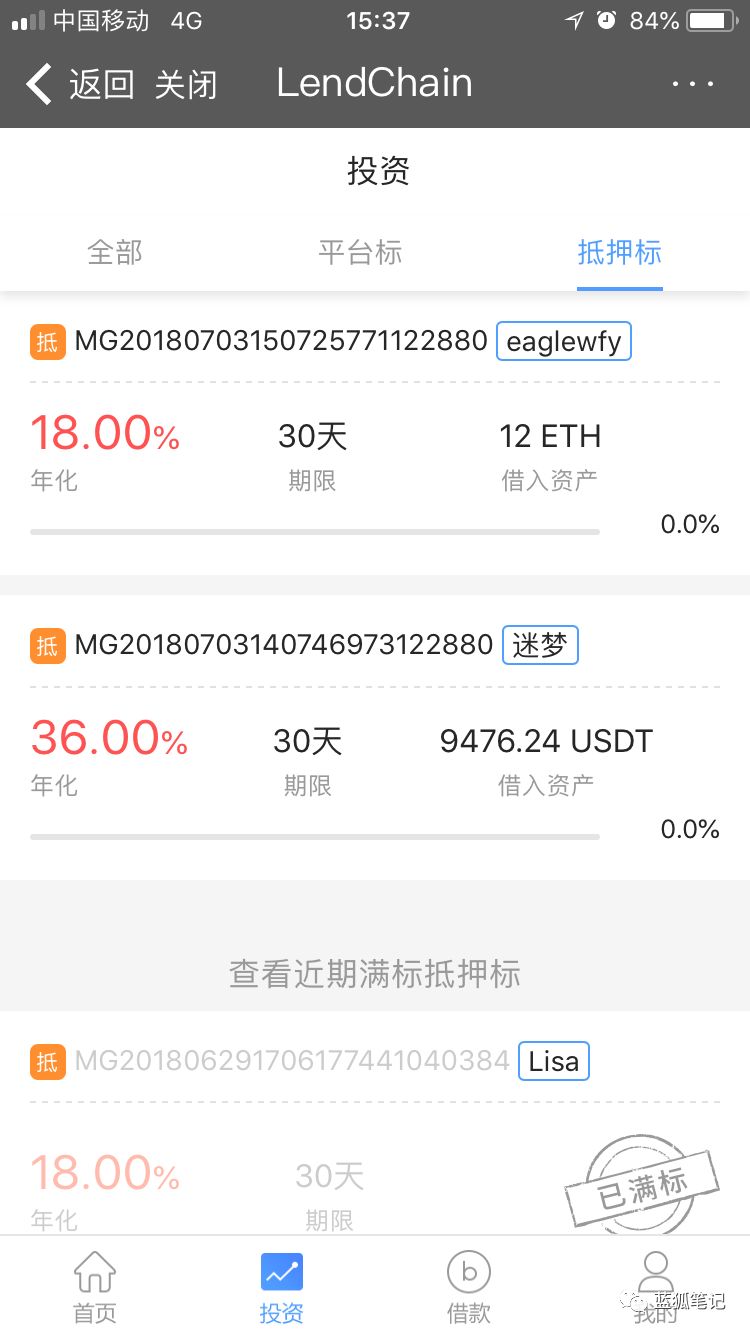 中国移动 4G 15:37 84%
返回 关闭 LendChain ...
投资
全部 平台标 抵押标
抵 MG20180703150725771122880 eaglewfy
18.00% 30天 12 ETH
年化 期限 借入资产
0.0%
抵 MG20180703140746973122880 迷梦
36.00% 30天 9476.24 USDT
年化 期限 借入资产
0.0%
查看近期满标抵押标
抵 MG20180629170617744104​0384 Lisa
18.00% 30天
已满标
年化 期限
首页 投资 借款 我的
蓝狐笔记